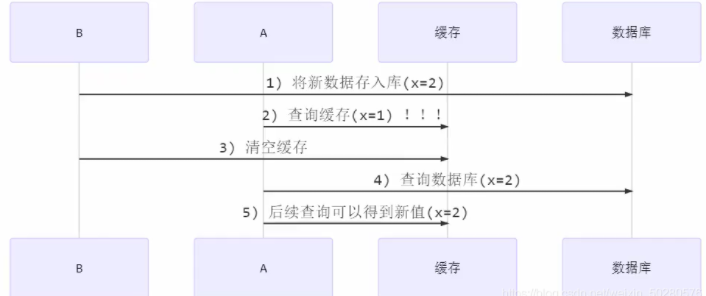 B
A
缓存
数据库
1) 将新数据存入库(x=2)
2) 查询缓存(x=1) ！！！
3) 清空缓存
4) 查询数据库(x=2)
5) 后续查询可以得到新值(x=2)
B
A
缓存
数据库